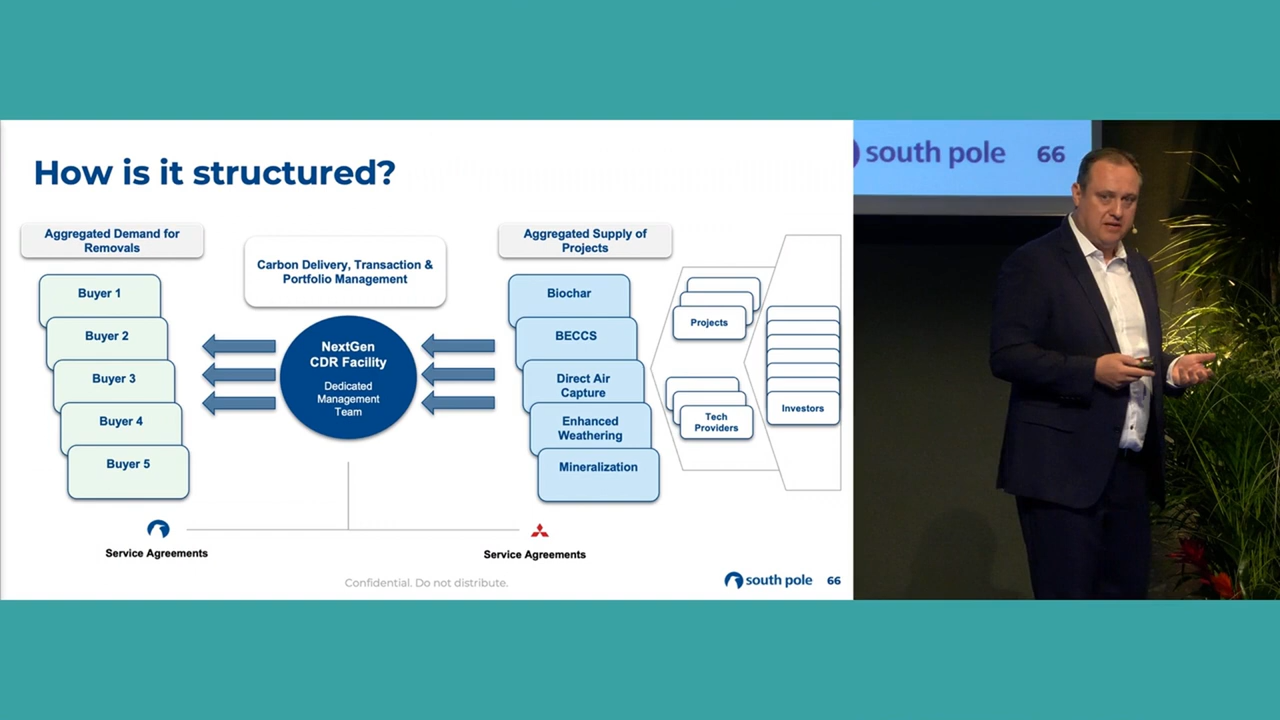 How is it structured?
Aggregated Demand for
Removals
Buyer 1
Buyer 2
Buyer 3
Buyer 4
Buyer 5
Carbon Delivery, Transaction &
Portfolio Management
NextGen
CDR Facility
Dedicated
Management
Team
Aggregated Supply of
Projects
Biochar
BECCS
Direct Air
Capture
Enhanced
Weathering
Mineralization
Projects
Tech
Providers
Investors
Service Agreements
Service Agreements
Confidential. Do not distribute.
south pole 66
south pole 66